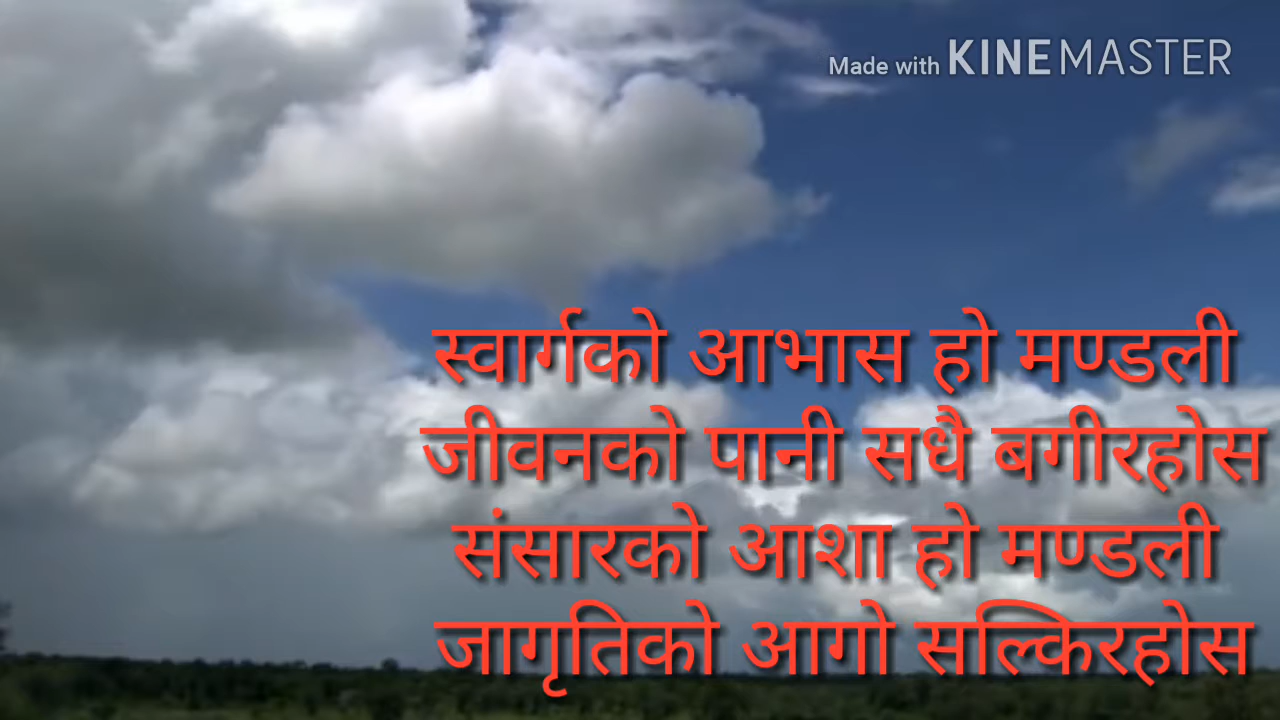 Made with KINEMASTER
स्वार्गको आभास हो मण्डली
जीवनको पानी सधै बगीरहोस
संसारको आशा हो मण्डली
जागृतिको आगो सल्किरहोस